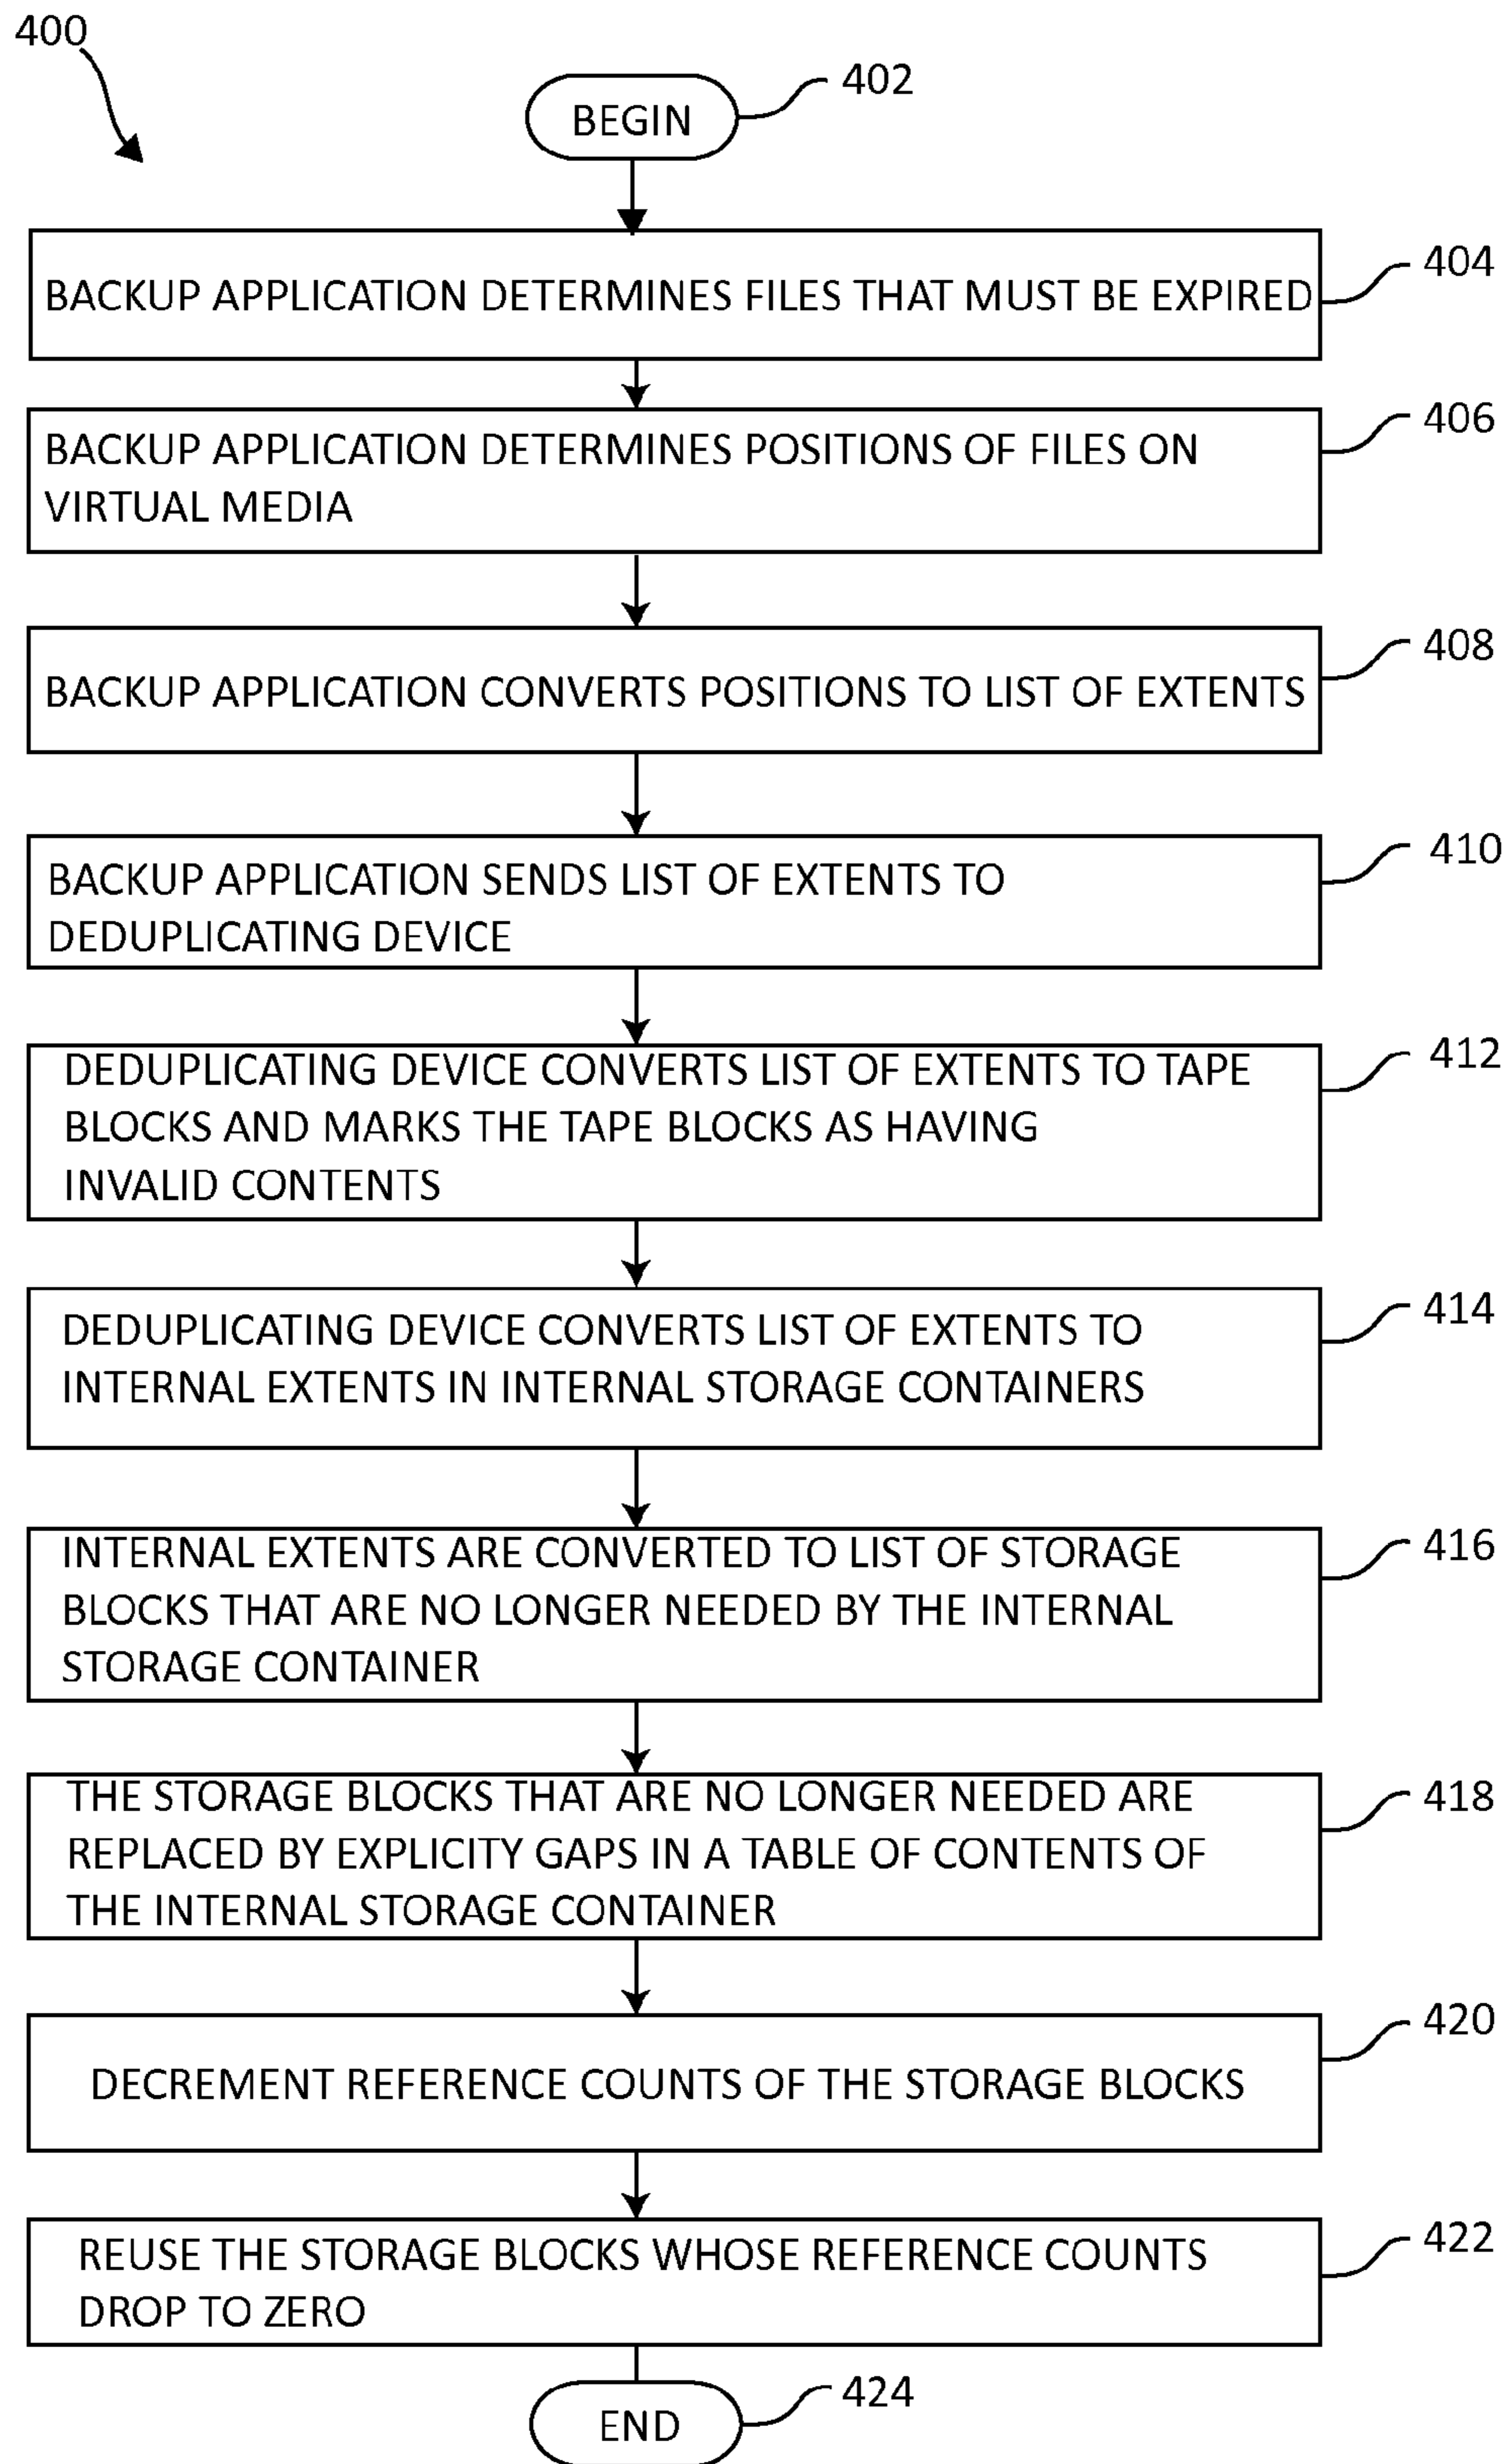 400
BEGIN
402
BACKUP APPLICATION DETERMINES FILES THAT MUST BE EXPIRED
404
BACKUP APPLICATION DETERMINES POSITIONS OF FILES ON
VIRTUAL MEDIA
406
BACKUP APPLICATION CONVERTS POSITIONS TO LIST OF EXTENTS
408
BACKUP APPLICATION SENDS LIST OF EXTENTS TO
DEDUPLICATING DEVICE
410
DEDUPLICATING DEVICE CONVERTS LIST OF EXTENTS TO TAPE
BLOCKS AND MARKS THE TAPE BLOCKS AS HAVING
INVALID CONTENTS
412
DEDUPLICATING DEVICE CONVERTS LIST OF EXTENTS TO
INTERNAL EXTENTS IN INTERNAL STORAGE CONTAINERS
414
INTERNAL EXTENTS ARE CONVERTED TO LIST OF STORAGE
BLOCKS THAT ARE NO LONGER NEEDED BY THE INTERNAL
STORAGE CONTAINER
416
THE STORAGE BLOCKS THAT ARE NO LONGER NEEDED ARE
REPLACED BY EXPLICITY GAPS IN A TABLE OF CONTENTS OF
THE INTERNAL STORAGE CONTAINER
418
DECREMENT REFERENCE COUNTS OF THE STORAGE BLOCKS
420
REUSE THE STORAGE BLOCKS WHOSE REFERENCE COUNTS
DROP TO ZERO
422
END
424